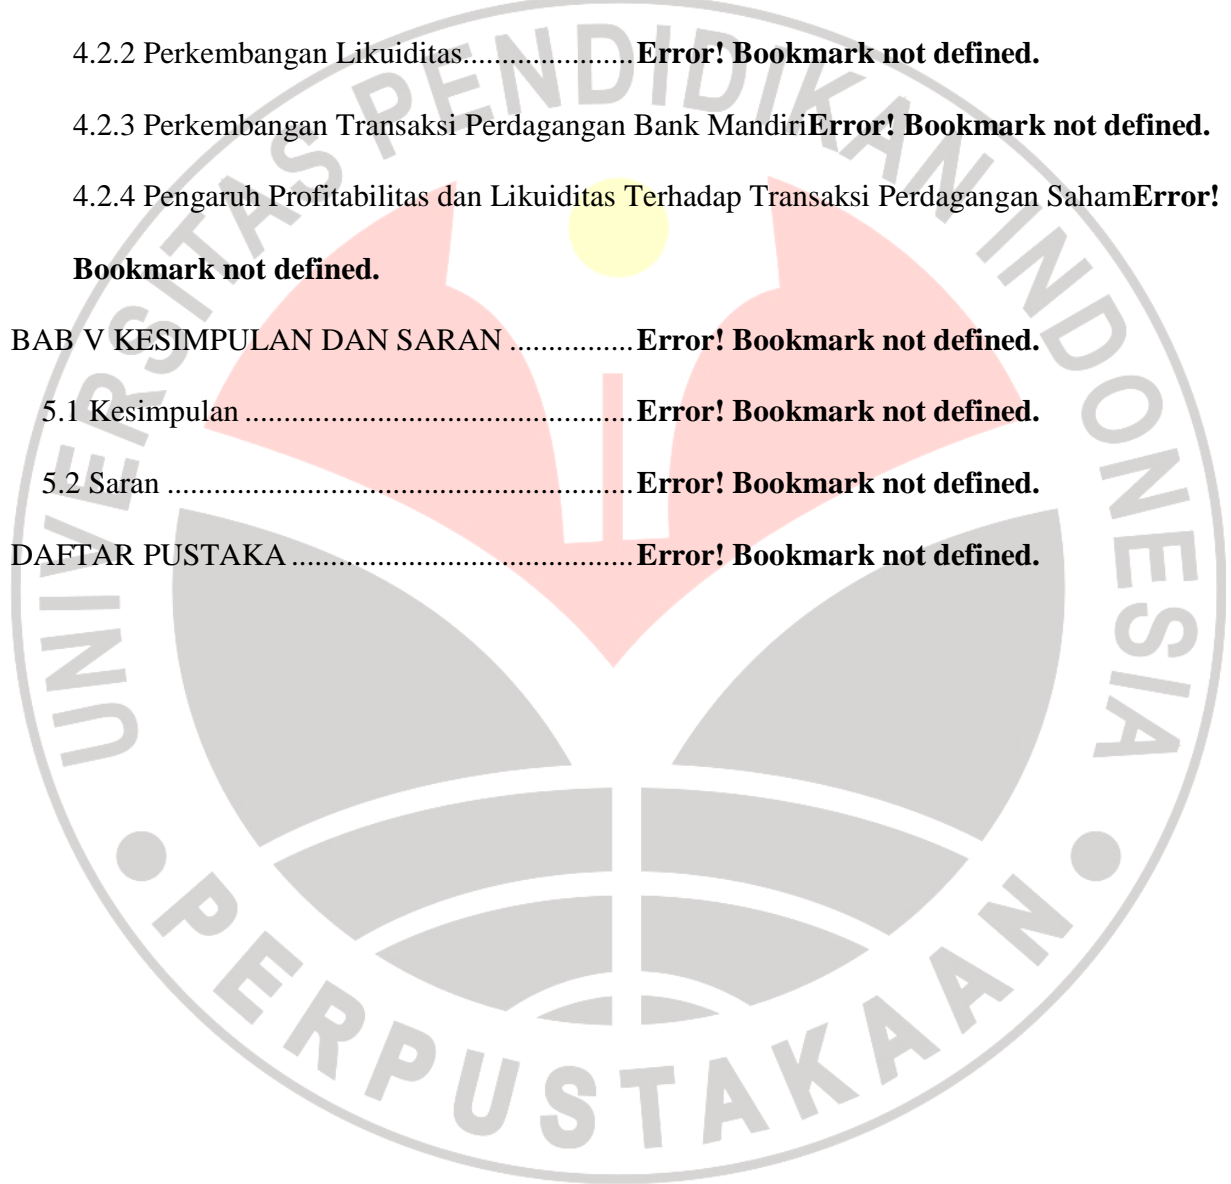 4.2.2 Perkembangan Likuiditas......................Error! Bookmark not defined.
4.2.3 Perkembangan Transaksi Perdagangan Bank MandiriError! Bookmark not defined.
4.2.4 Pengaruh Profitabilitas dan Likuiditas Terhadap Transaksi Perdagangan SahamError!
Bookmark not defined.
BAB V KESIMPULAN DAN SARAN ................Error! Bookmark not defined.
5.1 Kesimpulan ..................................................Error! Bookmark not defined.
5.2 Saran ............................................................Error! Bookmark not defined.
DAFTAR PUSTAKA ............................................Error! Bookmark not defined.
UNIVERSITAS PENDIDIKAN INDONESIA
PERPUSTAKAAN